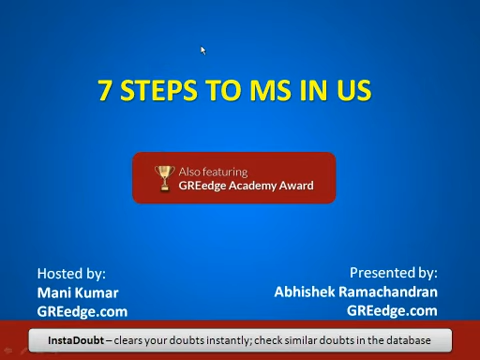 7 STEPS TO MS IN US
Also featuring
GREedge Academy Award
Hosted by:
Mani Kumar
GREedge.com
Presented by:
Abhishek Ramachandran
GREedge.com
InstaDoubt – clears your doubts instantly; check similar doubts in the database